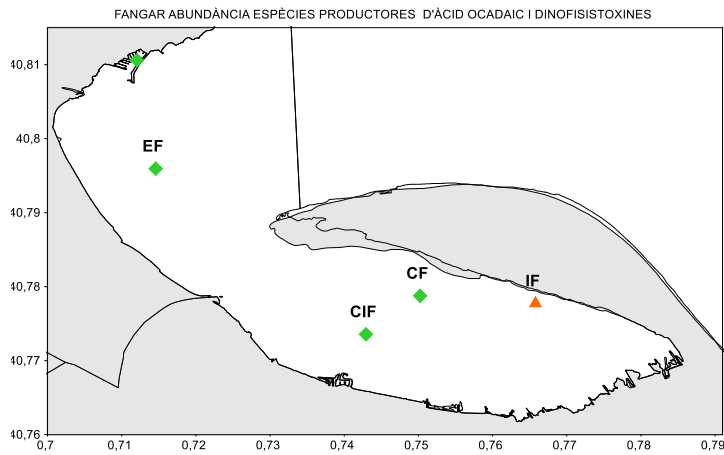 FANGAR ABUNDÀNCIA ESPÈCIES PRODUCTORES D'ÀCID OCADAIC I DINOFISISTOXINES
40,81
40,8
EF
40,79
40,78
CF
IF
CIF
40,77
40,76
0,7 0,71 0,72 0,73 0,74 0,75 0,76 0,77 0,78 0,79